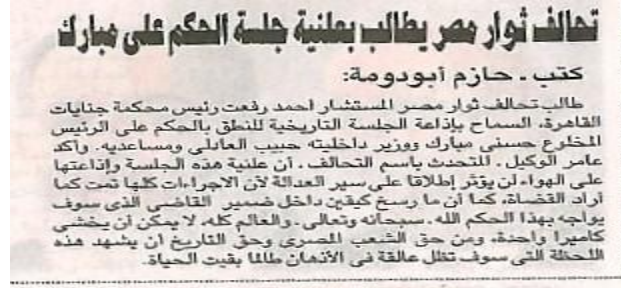 تحالف ثوار مصر يطالب بعلنية جلسة الحكم على مبارك
كتب ـ حازم أبودومة:
طالب تحالف ثوار مصر المستشار احمد رفعت رئيس محكمة جنايات
القاهرة، السماح بإذاعة الجلسة التاريخية للنطق بالحكم على الرئيس
المخلوع حسنى مبارك ووزير داخليته حبيب العادلى ومساعديه. وأكد
عامر الوكيل ـ المتحدث باسم التحالف ـ أن علنية هذه الجلسة وإذاعتها
على الهواء لن يؤثر إطلاقا على سير العدالة لأن الاجراءات كلها تمت كما
أراد القضاة، كما أن ما رسخ كيقين داخل ضمير القاضى الذى سوف
يواجه بهذا الحكم الله ـ سبحانه وتعالى ـ والعالم كله، لا يمكن أن يخشى
كاميرا واحدة، ومن حق الشعب المصرى وحق التاريخ ان يشهد هذه
اللحظة التى سوف تظل عالقة فى الأذهان طالما بقيت الحياة.